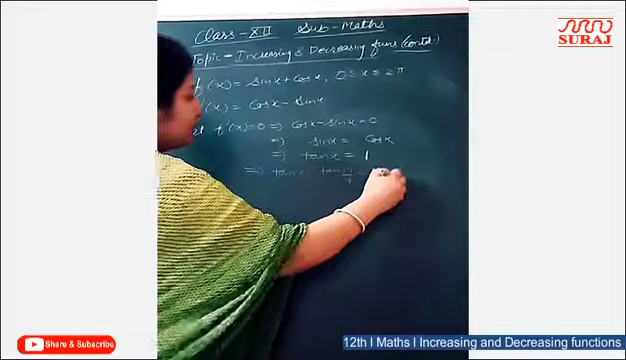 SURAJ
Class-XII Sub-Maths
Topic-Increasing & Decreasing funs (contd.)
f(x) = sinx + cosx, 0 ≤ x ≤ 2π
(x) = cosx - sinx
f'(x)=0 ⇒ cosx-sinx=0
⇒ sinx = cosx
⇒ tanx = 1
⇒ tanx tan π/4 =
Share & Subscribe
12th I Maths I Increasing and Decreasing functions